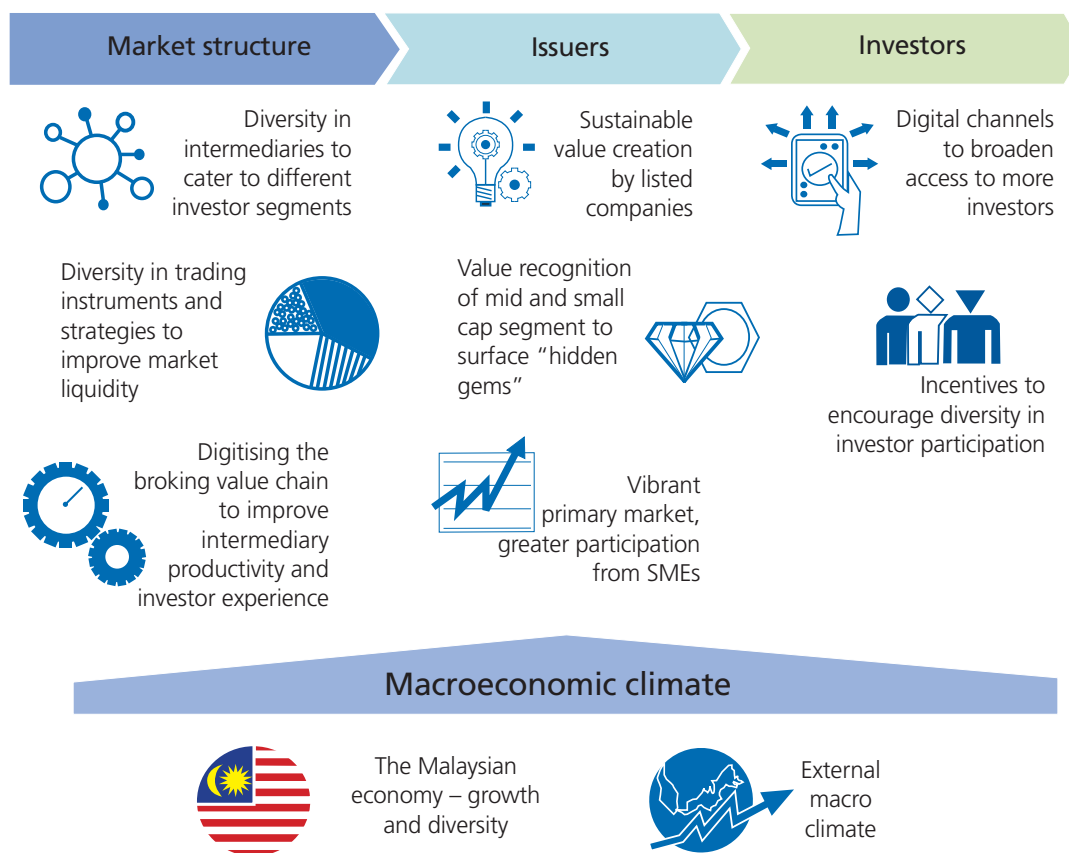 Market structure
Issuers
Investors
Diversity in
intermediaries to
cater to different
investor segments
Diversity in trading
instruments and
strategies to
improve market
liquidity
Digitising the
broking value chain
to improve
intermediary
productivity and
investor experience
Sustainable
value creation
by listed
companies
Value recognition
of mid and small
cap segment to
surface “hidden
gems”
Vibrant
primary market,
greater participation
from SMEs
Digital channels
to broaden
access to more
investors
Incentives to
encourage diversity in
investor participation
Macroeconomic climate
The Malaysian
economy – growth
and diversity
External
macro
climate